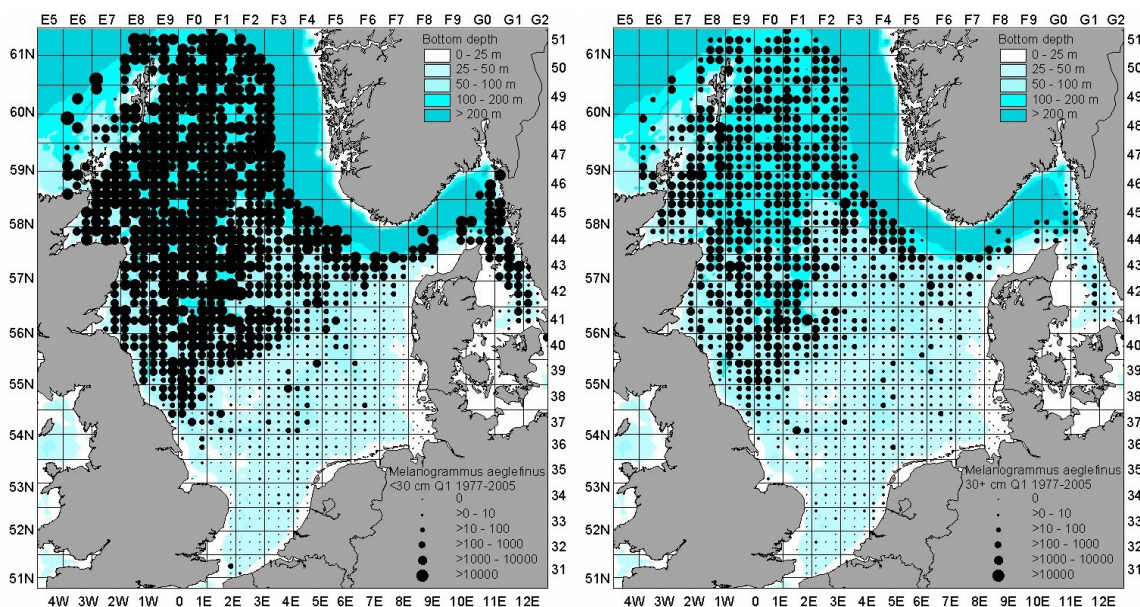 E5 E6 E7 E8 E9 F0 F1 F2 F3 F4 F5 F6 F7 F8 F9 G0 G1 G2
61N
60N
59N
58N
57N
56N
55N
54N
53N
52N
51N
Bottom depth
0 - 25 m
25 - 50 m
50 - 100 m
100 - 200 m
> 200 m
51
50
49
48
47
46
45
44
43
42
41
40
39
38
37
36
35
34
33
32
31
Melanogrammus aeglefinus
<30 cm Q1 1977-2005
0
>0 - 10
>10 - 100
>100 - 1000
>1000 - 10000
>10000
4W 3W 2W 1W 0 1E 2E 3E 4E 5E 6E 7E 8E 9E 10E 11E 12E
E5 E6 E7 E8 E9 F0 F1 F2 F3 F4 F5 F6 F7 F8 F9 G0 G1 G2
61N
60N
59N
58N
57N
56N
55N
54N
53N
52N
51N
Bottom depth
0 - 25 m
25 - 50 m
50 - 100 m
100 - 200 m
> 200 m
51
50
49
48
47
46
45
44
43
42
41
40
39
38
37
36
35
34
33
32
31
Melanogrammus aeglefinus
30+ cm Q1 1977-2005
0
>0 - 10
>10 - 100
>100 - 1000
>1000 - 10000
>10000
4W 3W 2W 1W 0 1E 2E 3E 4E 5E 6E 7E 8E 9E 10E 11E 12E